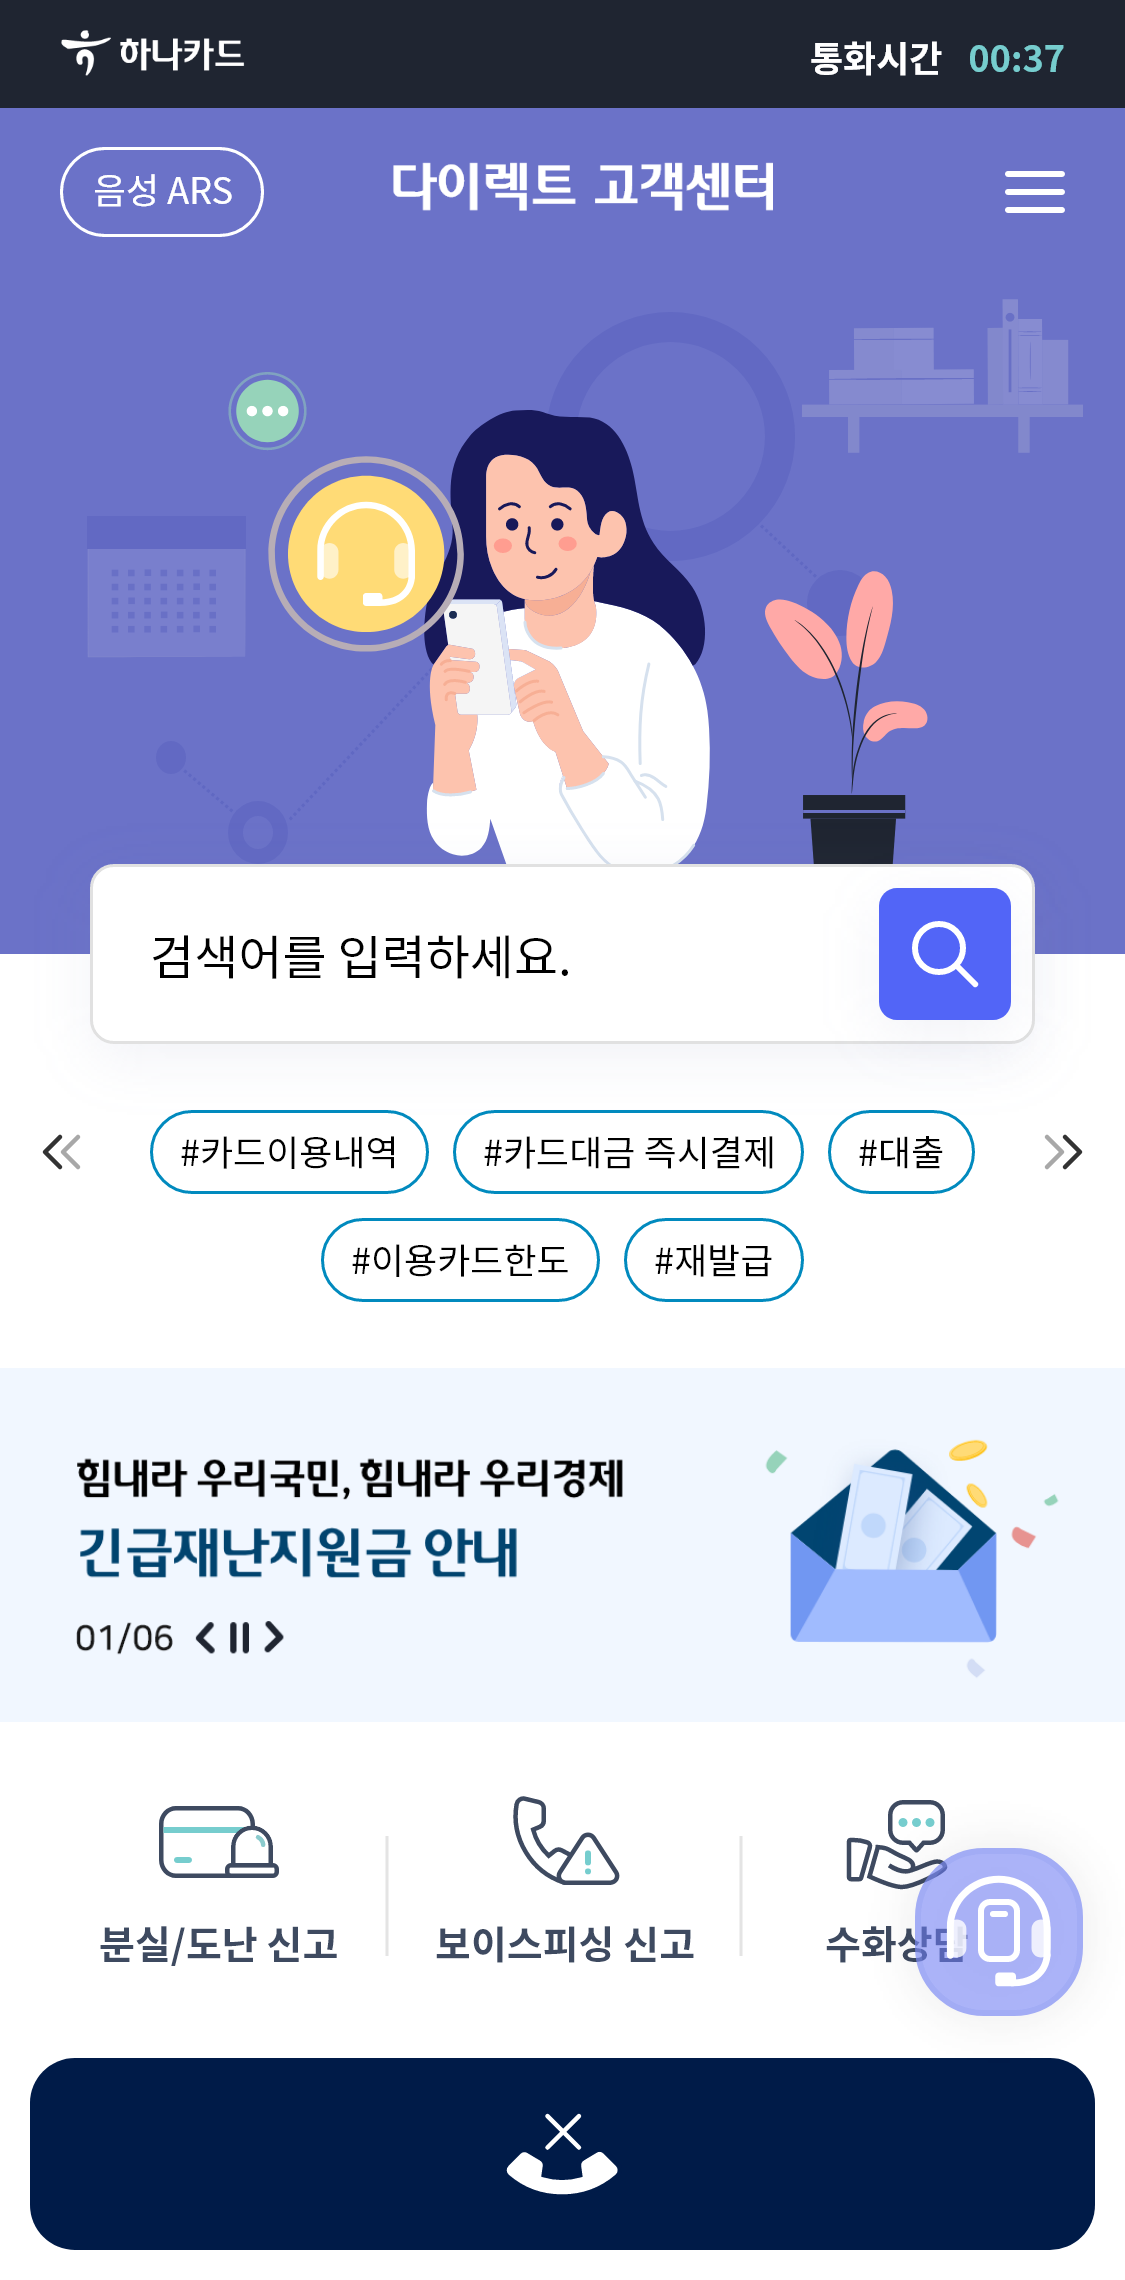 하나카드
통화시간 00:37
음성 ARS
다이렉트 고객센터
검색어를 입력하세요.
#카드이용내역 #카드대금 즉시결제 #대출
#이용카드한도 #재발급
힘내라 우리국민, 힘내라 우리경제
긴급재난지원금 안내
01/06
분실/도난 신고
보이스피싱 신고
수화상담